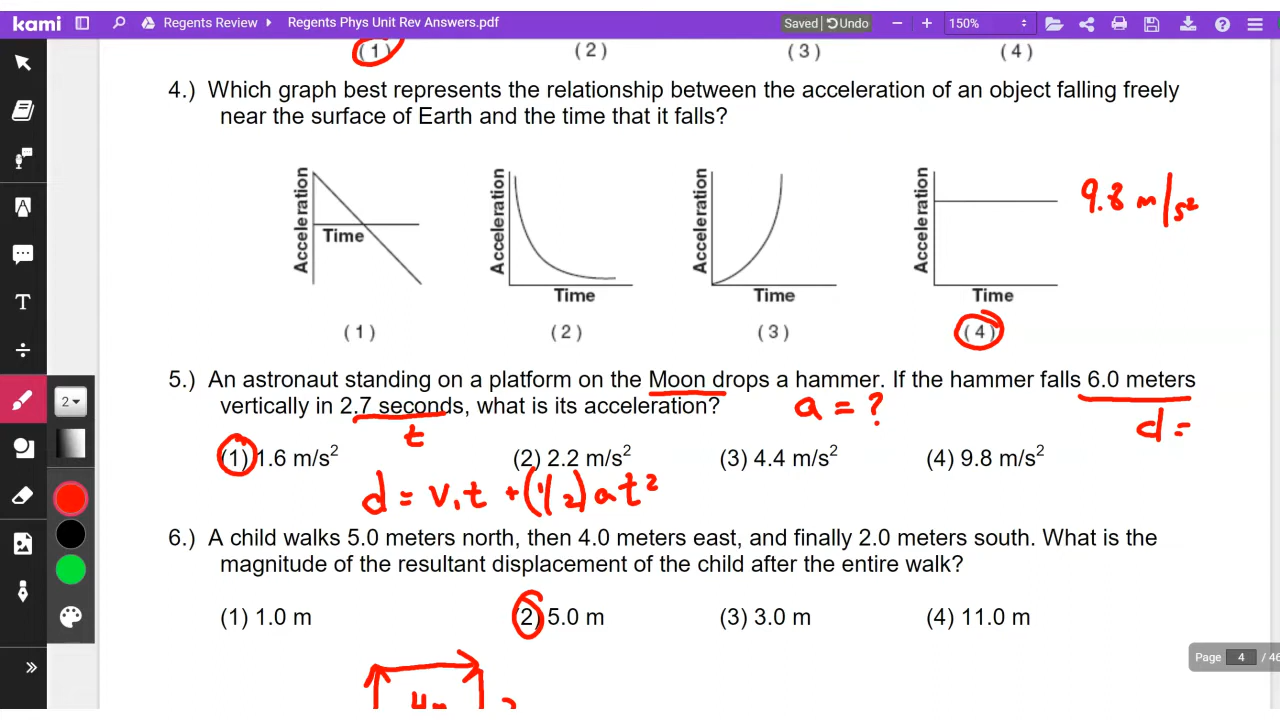 kami Regents Review ▸ Regents Phys Unit Rev Answers.pdf Saved Undo − + 150%
(1) (2) (3) (4)
4.) Which graph best represents the relationship between the acceleration of an object falling freely
near the surface of Earth and the time that it falls?
Acceleration Acceleration Acceleration Acceleration 9.8 m/s²
Time Time Time Time
(1) (2) (3) (4)
5.) An astronaut standing on a platform on the Moon drops a hammer. If the hammer falls 6.0 meters
vertically in 2.7 seconds, what is its acceleration? a = ?
t d =
(1) 1.6 m/s² (2) 2.2 m/s² (3) 4.4 m/s² (4) 9.8 m/s²
d = v₁t + (1/2) at²
6.) A child walks 5.0 meters north, then 4.0 meters east, and finally 2.0 meters south. What is the
magnitude of the resultant displacement of the child after the entire walk?
(1) 1.0 m (2) 5.0 m (3) 3.0 m (4) 11.0 m
Page 4 / 46
4m